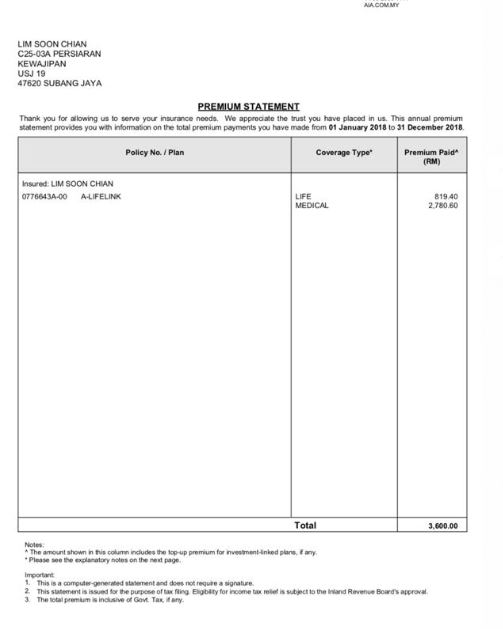 AIA.COM.MY
LIM SOON CHIAN
C25-03A PERSIARAN
KEWAJIPAN
USJ 19
47620 SUBANG JAYA
PREMIUM STATEMENT
Thank you for allowing us to serve your insurance needs. We appreciate the trust you have placed in us. This annual premium
statement provides you with information on the total premium payments you have made from 01 January 2018 to 31 December 2018.
Policy No. / Plan Coverage Type* Premium Paid^
(RM)
Insured: LIM SOON CHIAN
0776643A-00 A-LIFELINK LIFE 819.40
MEDICAL 2,780.60
Total 3,600.00
Notes:
^ The amount shown in this column includes the top-up premium for investment-linked plans, if any.
* Please see the explanatory notes on the next page.
Important:
1. This is a computer-generated statement and does not require a signature.
2. This statement is issued for the purpose of tax filing. Eligibility for income tax relief is subject to the Inland Revenue Board's approval.
3. The total premium is inclusive of Govt. Tax, if any.